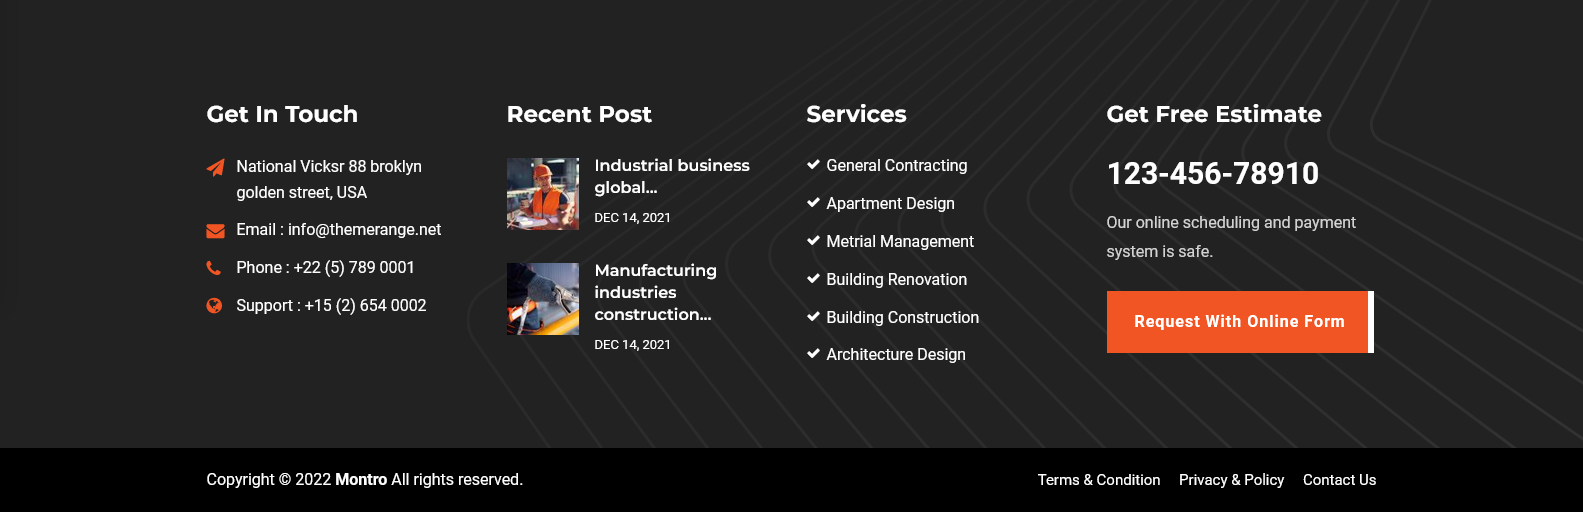 Get In Touch
National Vicksr 88 broklyn
golden street, USA
Email : info@themerange.net
Phone : +22 (5) 789 0001
Support : +15 (2) 654 0002
Recent Post
Industrial business
global...
DEC 14, 2021
Manufacturing
industries
construction...
DEC 14, 2021
Services
General Contracting
Apartment Design
Metrial Management
Building Renovation
Building Construction
Architecture Design
Get Free Estimate
123-456-78910
Our online scheduling and payment
system is safe.
Request With Online Form
Copyright © 2022 Montro All rights reserved.
Terms & Condition Privacy & Policy Contact Us